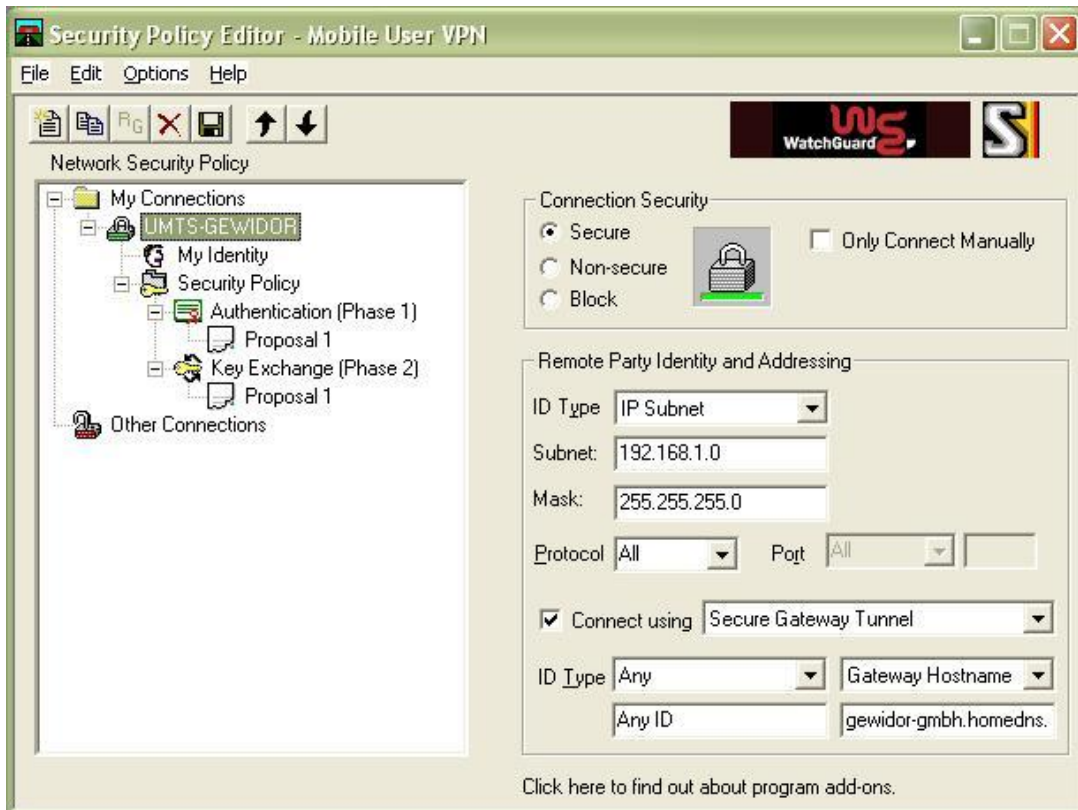 Security Policy Editor - Mobile User VPN
File Edit Options Help
RG
WatchGuard
Network Security Policy
My Connections
UMTS-GEWIDOR
My Identity
Security Policy
Authentication (Phase 1)
Proposal 1
Key Exchange (Phase 2)
Proposal 1
Other Connections
Connection Security
Secure
Non-secure
Block
Only Connect Manually
Remote Party Identity and Addressing
ID Type IP Subnet
Subnet: 192.168.1.0
Mask: 255.255.255.0
Protocol All Port All
Connect using Secure Gateway Tunnel
ID Type Any Gateway Hostname
Any ID gewidor-gmbh.homedns.
Click here to find out about program add-ons.